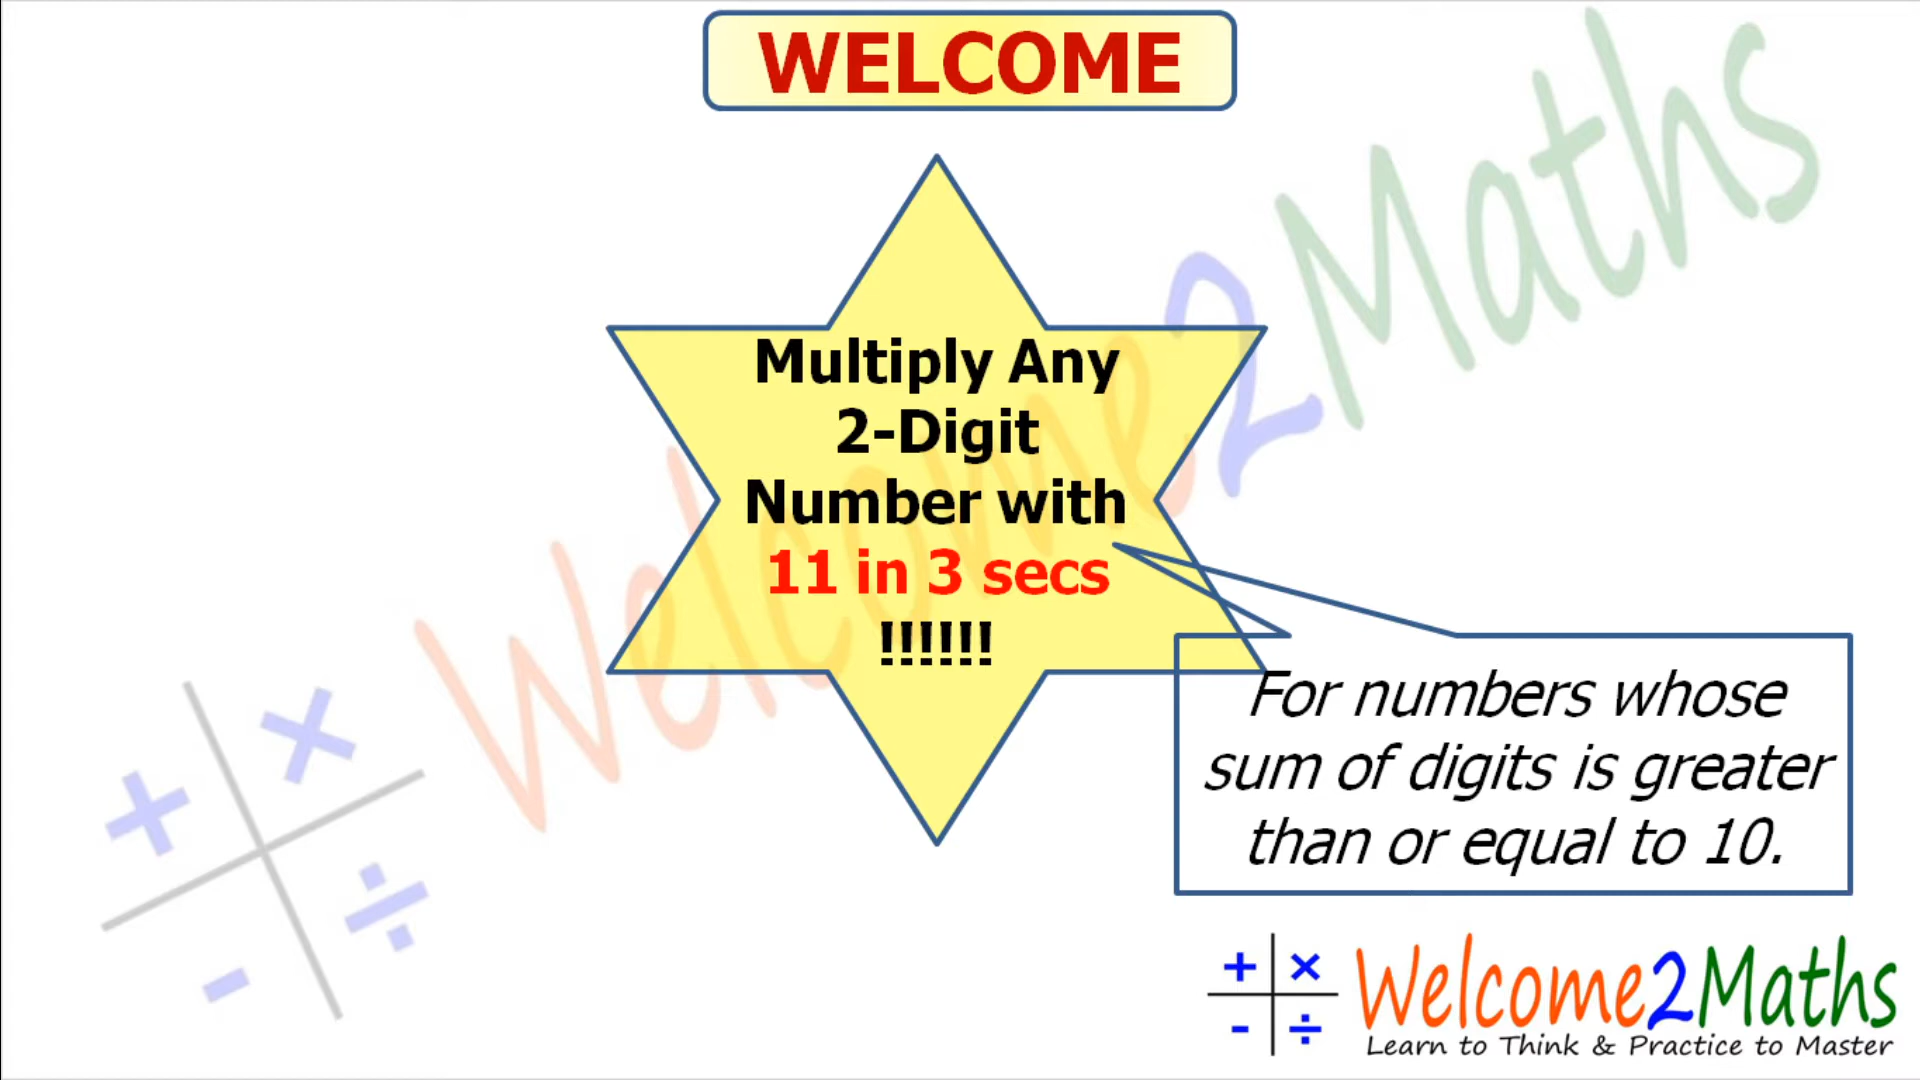 WELCOME
Multiply Any
2-Digit
Number with
11 in 3 secs
!!!!!!
For numbers whose
sum of digits is greater
than or equal to 10.
Welcome2Maths
+ ×
- ÷
Welcome2Maths
Learn to Think & Practice to Master
+ ×
- ÷